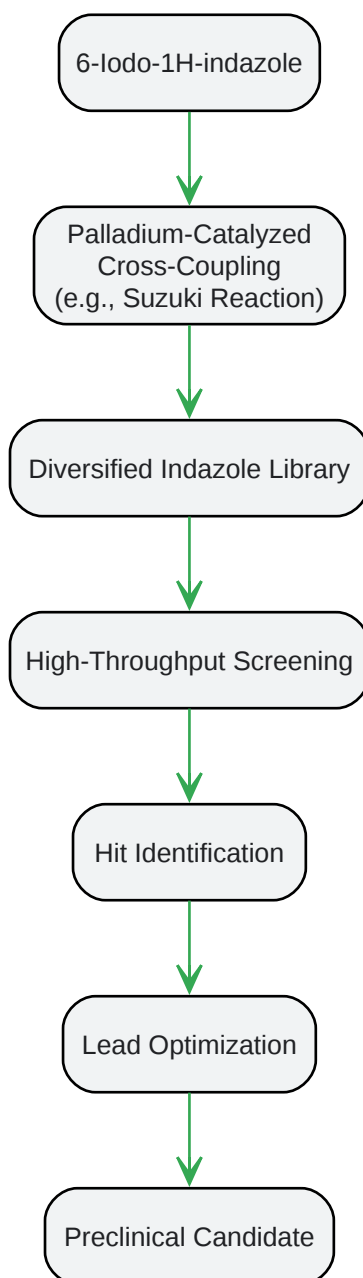 6-Iodo-1H-indazole
Palladium-Catalyzed
Cross-Coupling
(e.g., Suzuki Reaction)
Diversified Indazole Library
High-Throughput Screening
Hit Identification
Lead Optimization
Preclinical Candidate